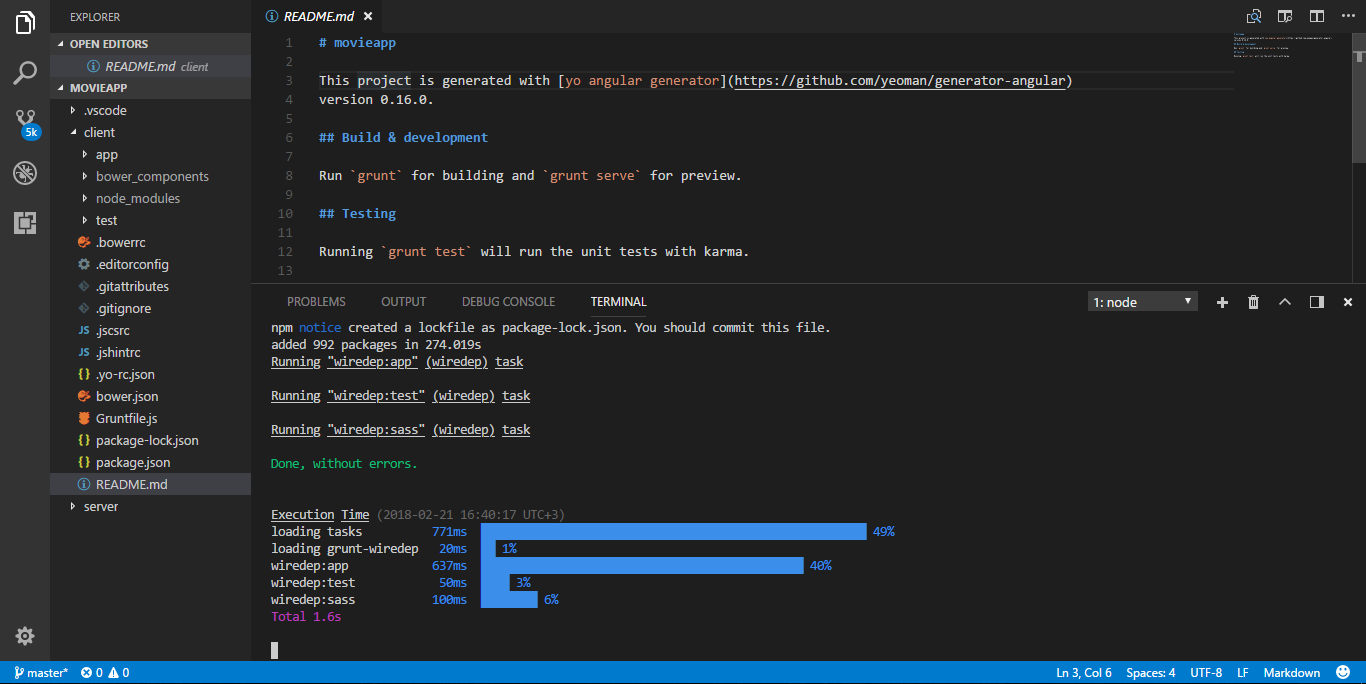 EXPLORER
OPEN EDITORS
README.md client
MOVIEAPP
.vscode
client
app
bower_components
node_modules
test
.bowerrc
.editorconfig
.gitattributes
.gitignore
JS .jscsrc
JS .jshintrc
{} .yo-rc.json
bower.json
Gruntfile.js
{} package-lock.json
{} package.json
README.md
server
5k
README.md
1 # movieapp
2
3 This project is generated with [yo angular generator](https://github.com/yeoman/generator-angular)
4 version 0.16.0.
5
6 ## Build & development
7
8 Run `grunt` for building and `grunt serve` for preview.
9
10 ## Testing
11
12 Running `grunt test` will run the unit tests with karma.
13
PROBLEMS OUTPUT DEBUG CONSOLE TERMINAL 1: node
npm notice created a lockfile as package-lock.json. You should commit this file.
added 992 packages in 274.019s
Running "wiredep:app" (wiredep) task
Running "wiredep:test" (wiredep) task
Running "wiredep:sass" (wiredep) task
Done, without errors.
Execution Time (2018-02-21 16:40:17 UTC+3)
loading tasks 771ms 49%
loading grunt-wiredep 20ms 1%
wiredep:app 637ms 40%
wiredep:test 50ms 3%
wiredep:sass 100ms 6%
Total 1.6s
master* 0 0 Ln 3, Col 6 Spaces: 4 UTF-8 LF Markdown